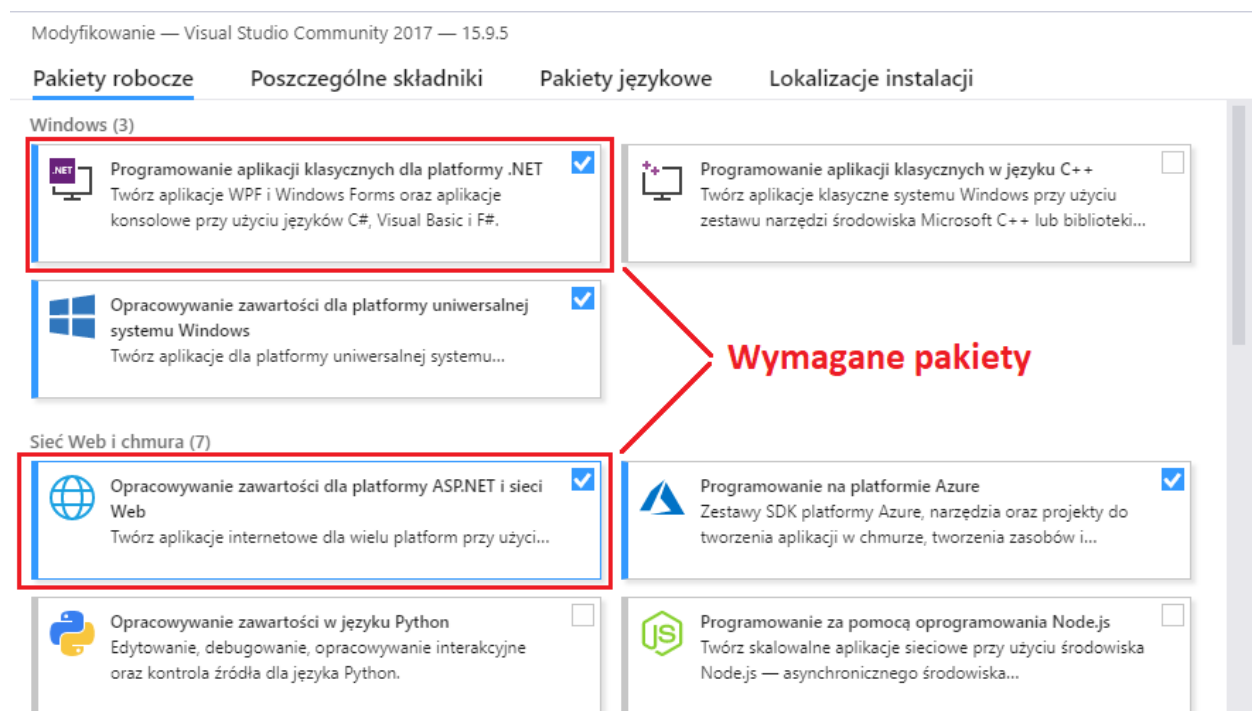 Modyfikowanie — Visual Studio Community 2017 — 15.9.5
Pakiety robocze Poszczególne składniki Pakiety językowe Lokalizacje instalacji
Windows (3)
.NET
Programowanie aplikacji klasycznych dla platformy .NET
Twórz aplikacje WPF i Windows Forms oraz aplikacje
konsolowe przy użyciu języków C#, Visual Basic i F#.
Programowanie aplikacji klasycznych w języku C++
Twórz aplikacje klasyczne systemu Windows przy użyciu
zestawu narzędzi środowiska Microsoft C++ lub biblioteki...
Opracowywanie zawartości dla platformy uniwersalnej
systemu Windows
Twórz aplikacje dla platformy uniwersalnej systemu...
Wymagane pakiety
Sieć Web i chmura (7)
Opracowywanie zawartości dla platformy ASP.NET i sieci
Web
Twórz aplikacje internetowe dla wielu platform przy użyci...
Programowanie na platformie Azure
Zestawy SDK platformy Azure, narzędzia oraz projekty do
tworzenia aplikacji w chmurze, tworzenia zasobów i...
Opracowywanie zawartości w języku Python
Edytowanie, debugowanie, opracowywanie interakcyjne
oraz kontrola źródła dla języka Python.
JS
Programowanie za pomocą oprogramowania Node.js
Twórz skalowalne aplikacje sieciowe przy użyciu środowiska
Node.js — asynchronicznego środowiska...